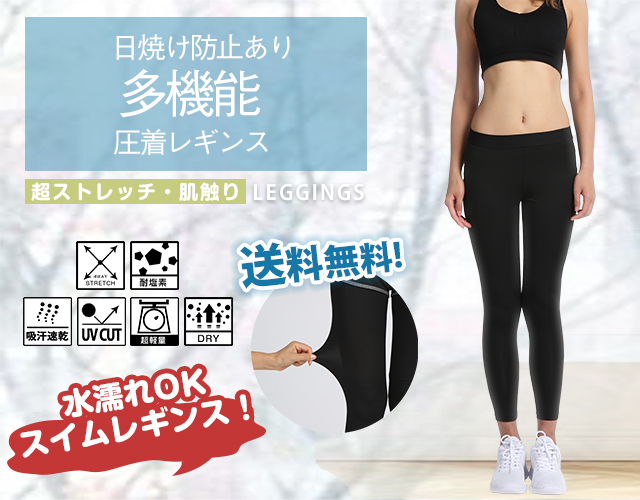 日焼け防止あり
多機能
圧着レギンス
超ストレッチ・肌触り LEGGINGS
4WAY
STRETCH
耐塩素
吸汗速乾
UV CUT
超軽量
DRY
送料無料!
水濡れOK
スイムレギンス！